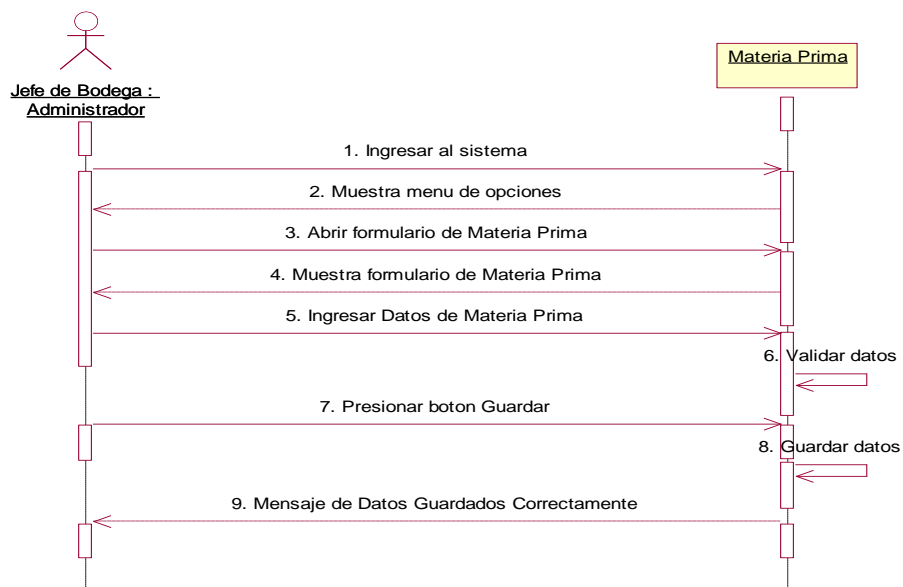 Jefe de Bodega :
Administrador
Materia Prima
1. Ingresar al sistema
2. Muestra menu de opciones
3. Abrir formulario de Materia Prima
4. Muestra formulario de Materia Prima
5. Ingresar Datos de Materia Prima
6. Validar datos
7. Presionar boton Guardar
8. Guardar datos
9. Mensaje de Datos Guardados Correctamente